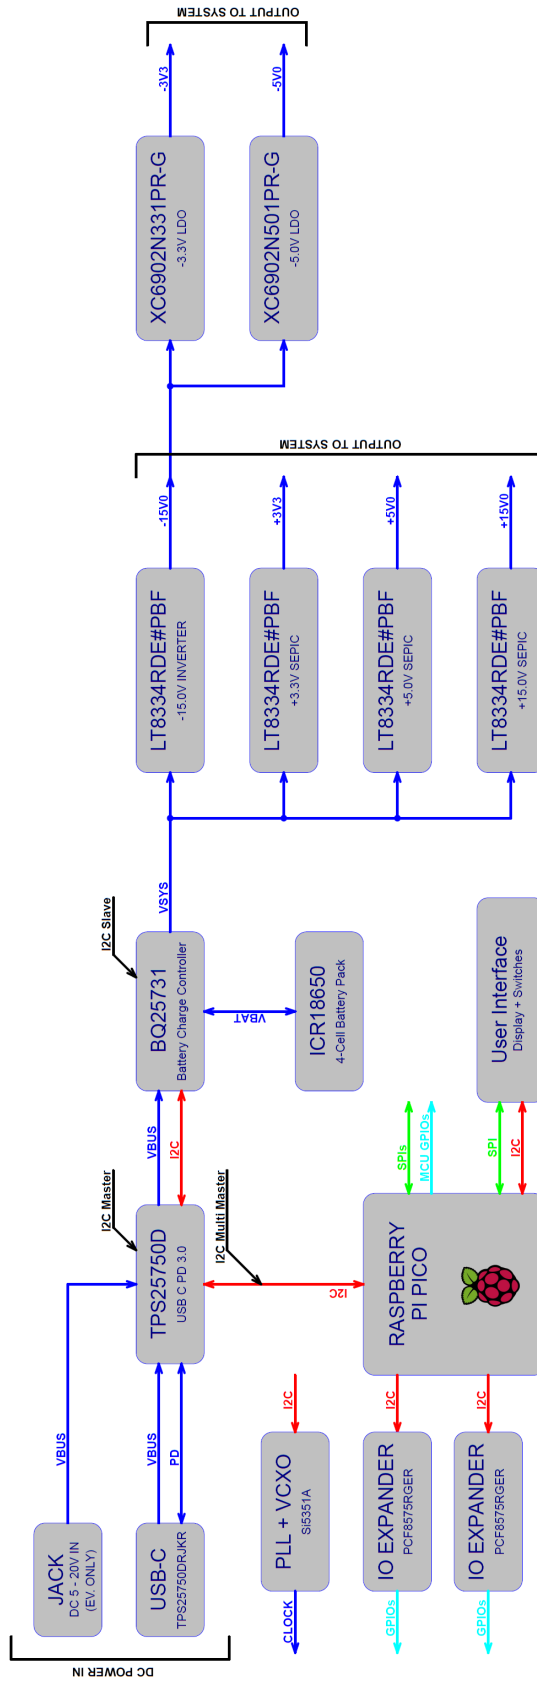 DC POWER IN
JACK
DC 5 - 20V IN
(EV. ONLY)
VBUS
USB-C
TPS25750DRJKR
VBUS
PD
I2C Master
TPS25750D
USB C PD 3.0
VBUS
I2C
I2C Slave
BQ25731
Battery Charge Controller
VSYS
VBAT
ICR18650
4-Cell Battery Pack
I2C Multi Master
I2C
LT8334RDE#PBF
-15.0V INVERTER
-15V0
LT8334RDE#PBF
+3.3V SEPIC
+3V3
LT8334RDE#PBF
+5.0V SEPIC
+5V0
LT8334RDE#PBF
+15.0V SEPIC
+15V0
OUTPUT TO SYSTEM
XC6902N331PR-G
-3.3V LDO
-3V3
XC6902N501PR-G
-5.0V LDO
-5V0
OUTPUT TO SYSTEM
CLOCK
PLL + VCXO
Si5351A
I2C
GPIOs
IO EXPANDER
PCF8575RGER
I2C
GPIOs
IO EXPANDER
PCF8575RGER
I2C
RASPBERRY
PI PICO
SPIs
MCU GPIOs
SPI
I2C
User Interface
Display + Switches